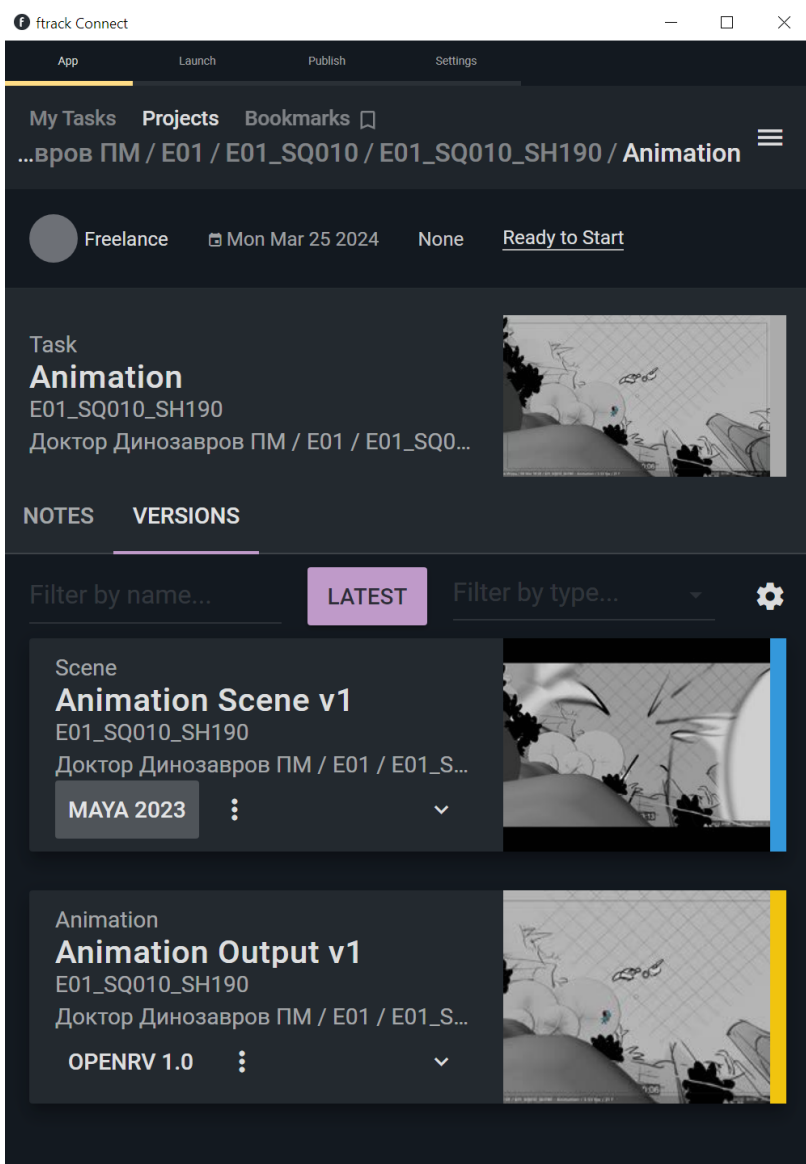 ftrack Connect
App Launch Publish Settings
My Tasks Projects Bookmarks
...вров ПМ / E01 / E01_SQ010 / E01_SQ010_SH190 / Animation
Freelance Mon Mar 25 2024 None Ready to Start
Task
Animation
E01_SQ010_SH190
Доктор Динозавров ПМ / E01 / E01_SQ0...
NOTES VERSIONS
Filter by name... LATEST Filter by type...
Scene
Animation Scene v1
E01_SQ010_SH190
Доктор Динозавров ПМ / E01 / E01_S...
MAYA 2023
Animation
Animation Output v1
E01_SQ010_SH190
Доктор Динозавров ПМ / E01 / E01_S...
OPENRV 1.0